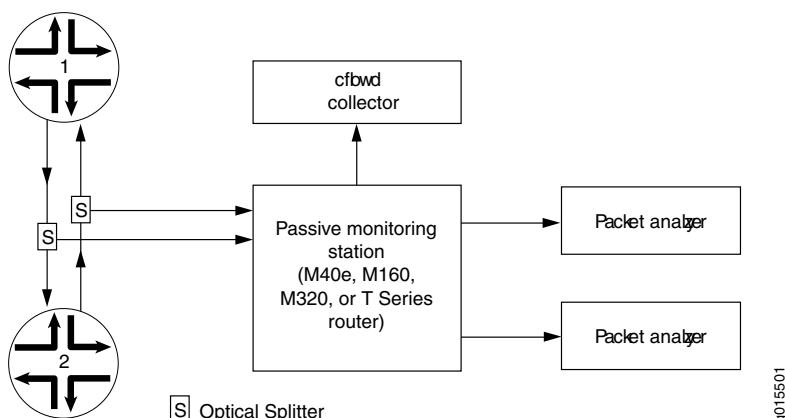 1
cfbwd
collector
S
S
Passive monitoring
station
(M40e, M160,
M320, or T Series
router)
Packet analyzer
Packet analyzer
2
S Optical Splitter
015501